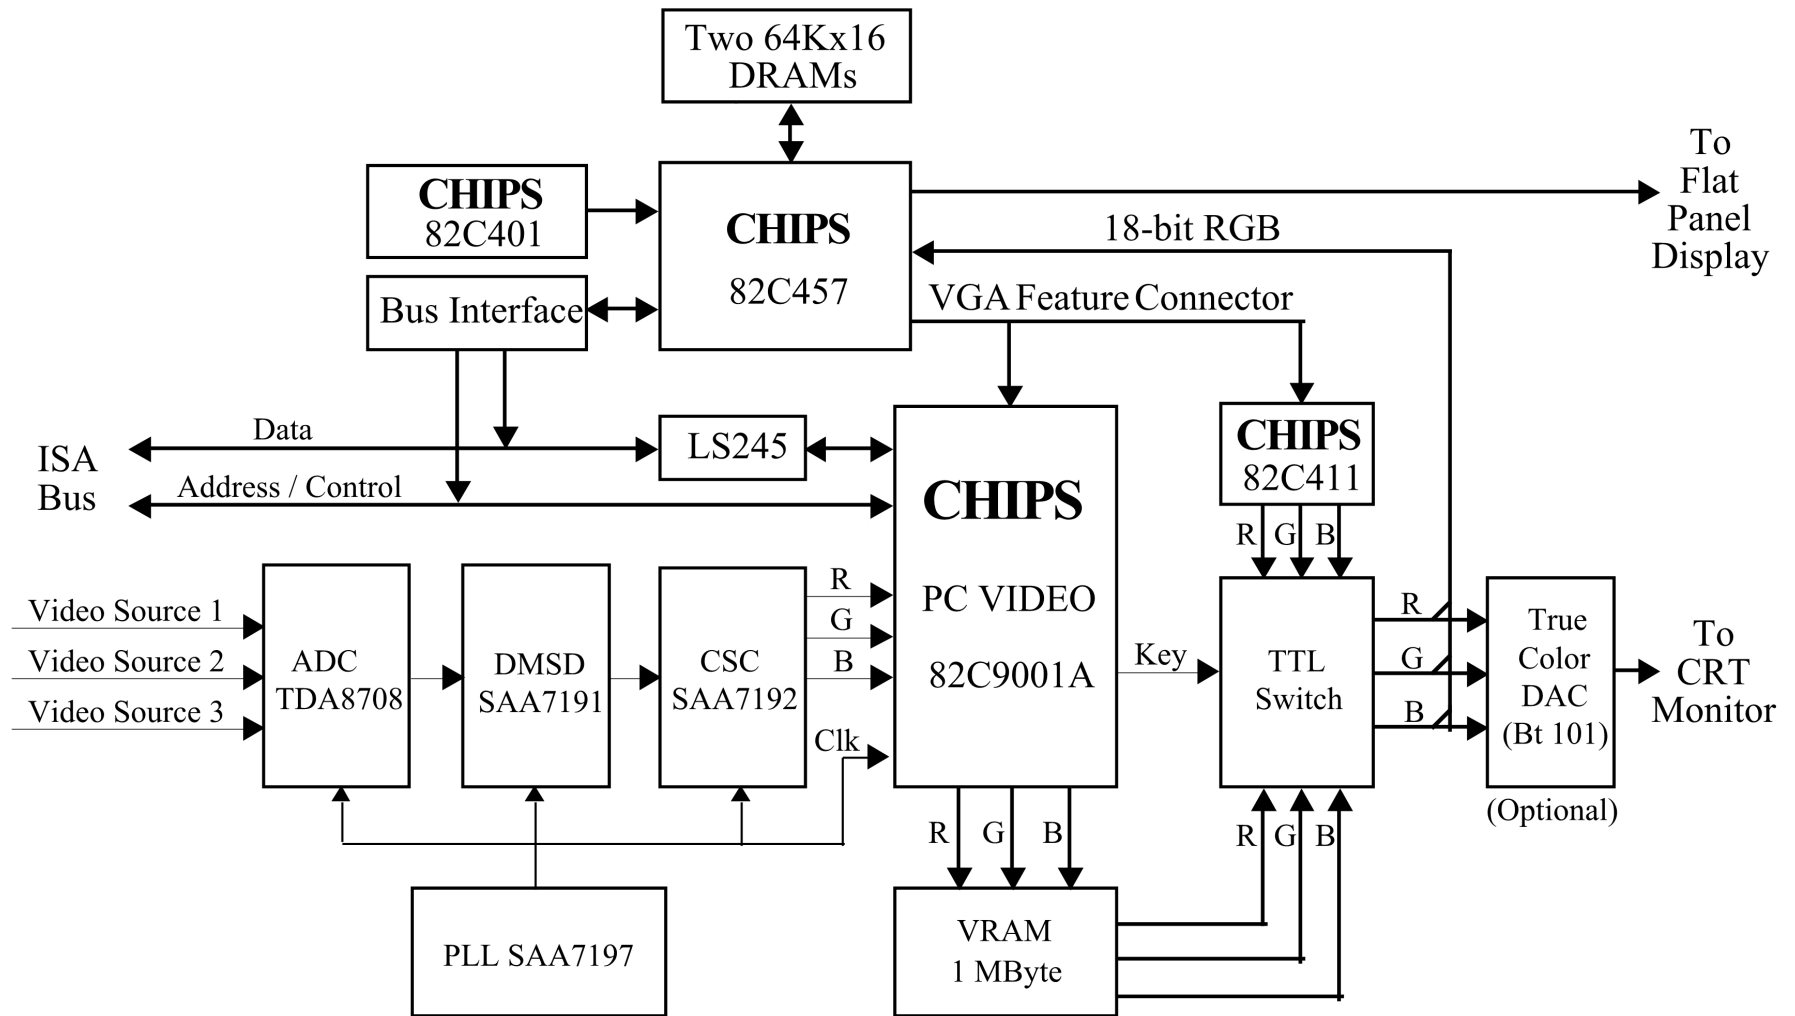 Two 64Kx16
DRAMs
CHIPS
82C401
CHIPS
82C457
To
Flat
Panel
Display
18-bit RGB
Bus Interface
VGA Feature Connector
ISA
Bus
Data
Address / Control
LS245
CHIPS
PC VIDEO
82C9001A
CHIPS
82C411
R G B
Video Source 1
Video Source 2
Video Source 3
ADC
TDA8708
DMSD
SAA7191
CSC
SAA7192
R
G
B
Clk
Key
TTL
Switch
R
G
B
True
Color
DAC
(Bt 101)
(Optional)
To
CRT
Monitor
R G B
R G B
PLL SAA7197
VRAM
1 MByte